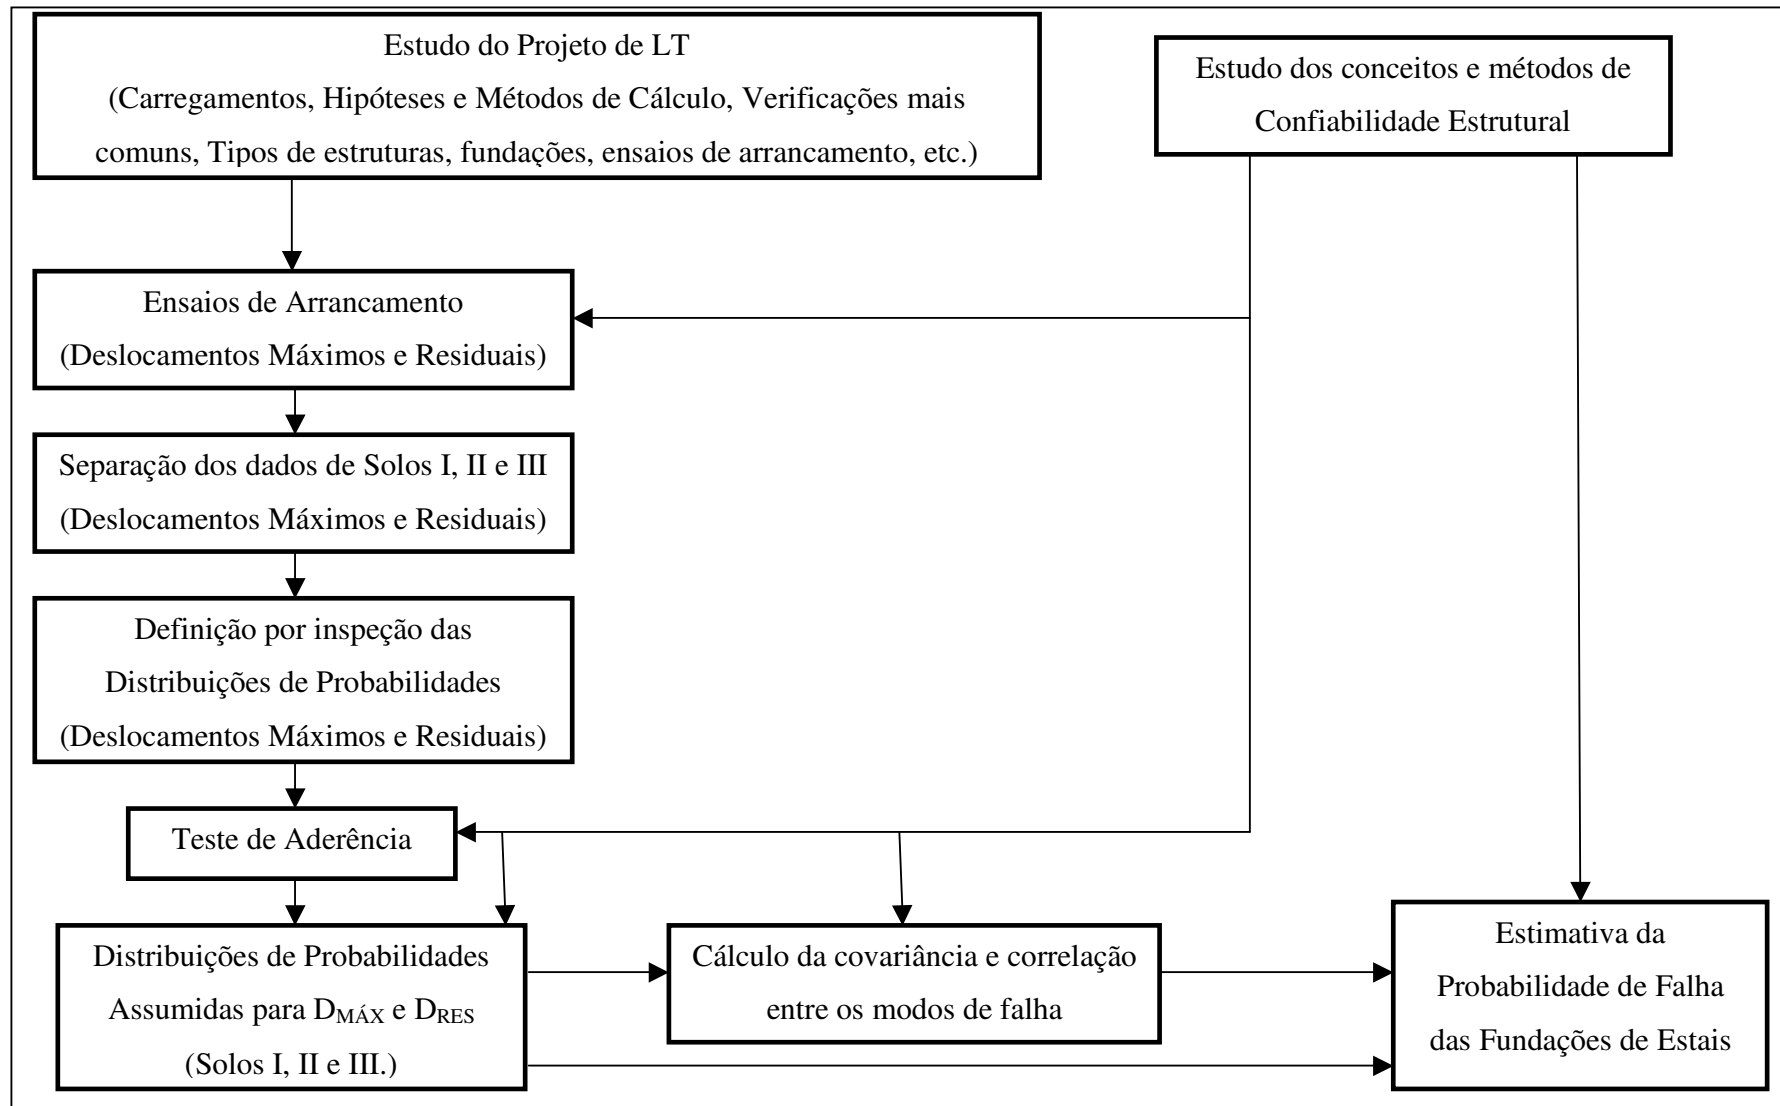 Estudo do Projeto de LT
(Carregamentos, Hipóteses e Métodos de Cálculo, Verificações mais
comuns, Tipos de estruturas, fundações, ensaios de arrancamento, etc.)
Estudo dos conceitos e métodos de
Confiabilidade Estrutural
Ensaios de Arrancamento
(Deslocamentos Máximos e Residuais)
Separação dos dados de Solos I, II e III
(Deslocamentos Máximos e Residuais)
Definição por inspeção das
Distribuições de Probabilidades
(Deslocamentos Máximos e Residuais)
Teste de Aderência
Distribuições de Probabilidades
Assumidas para DMÁX e DRES
(Solos I, II e III.)
Cálculo da covariância e correlação
entre os modos de falha
Estimativa da
Probabilidade de Falha
das Fundações de Estais